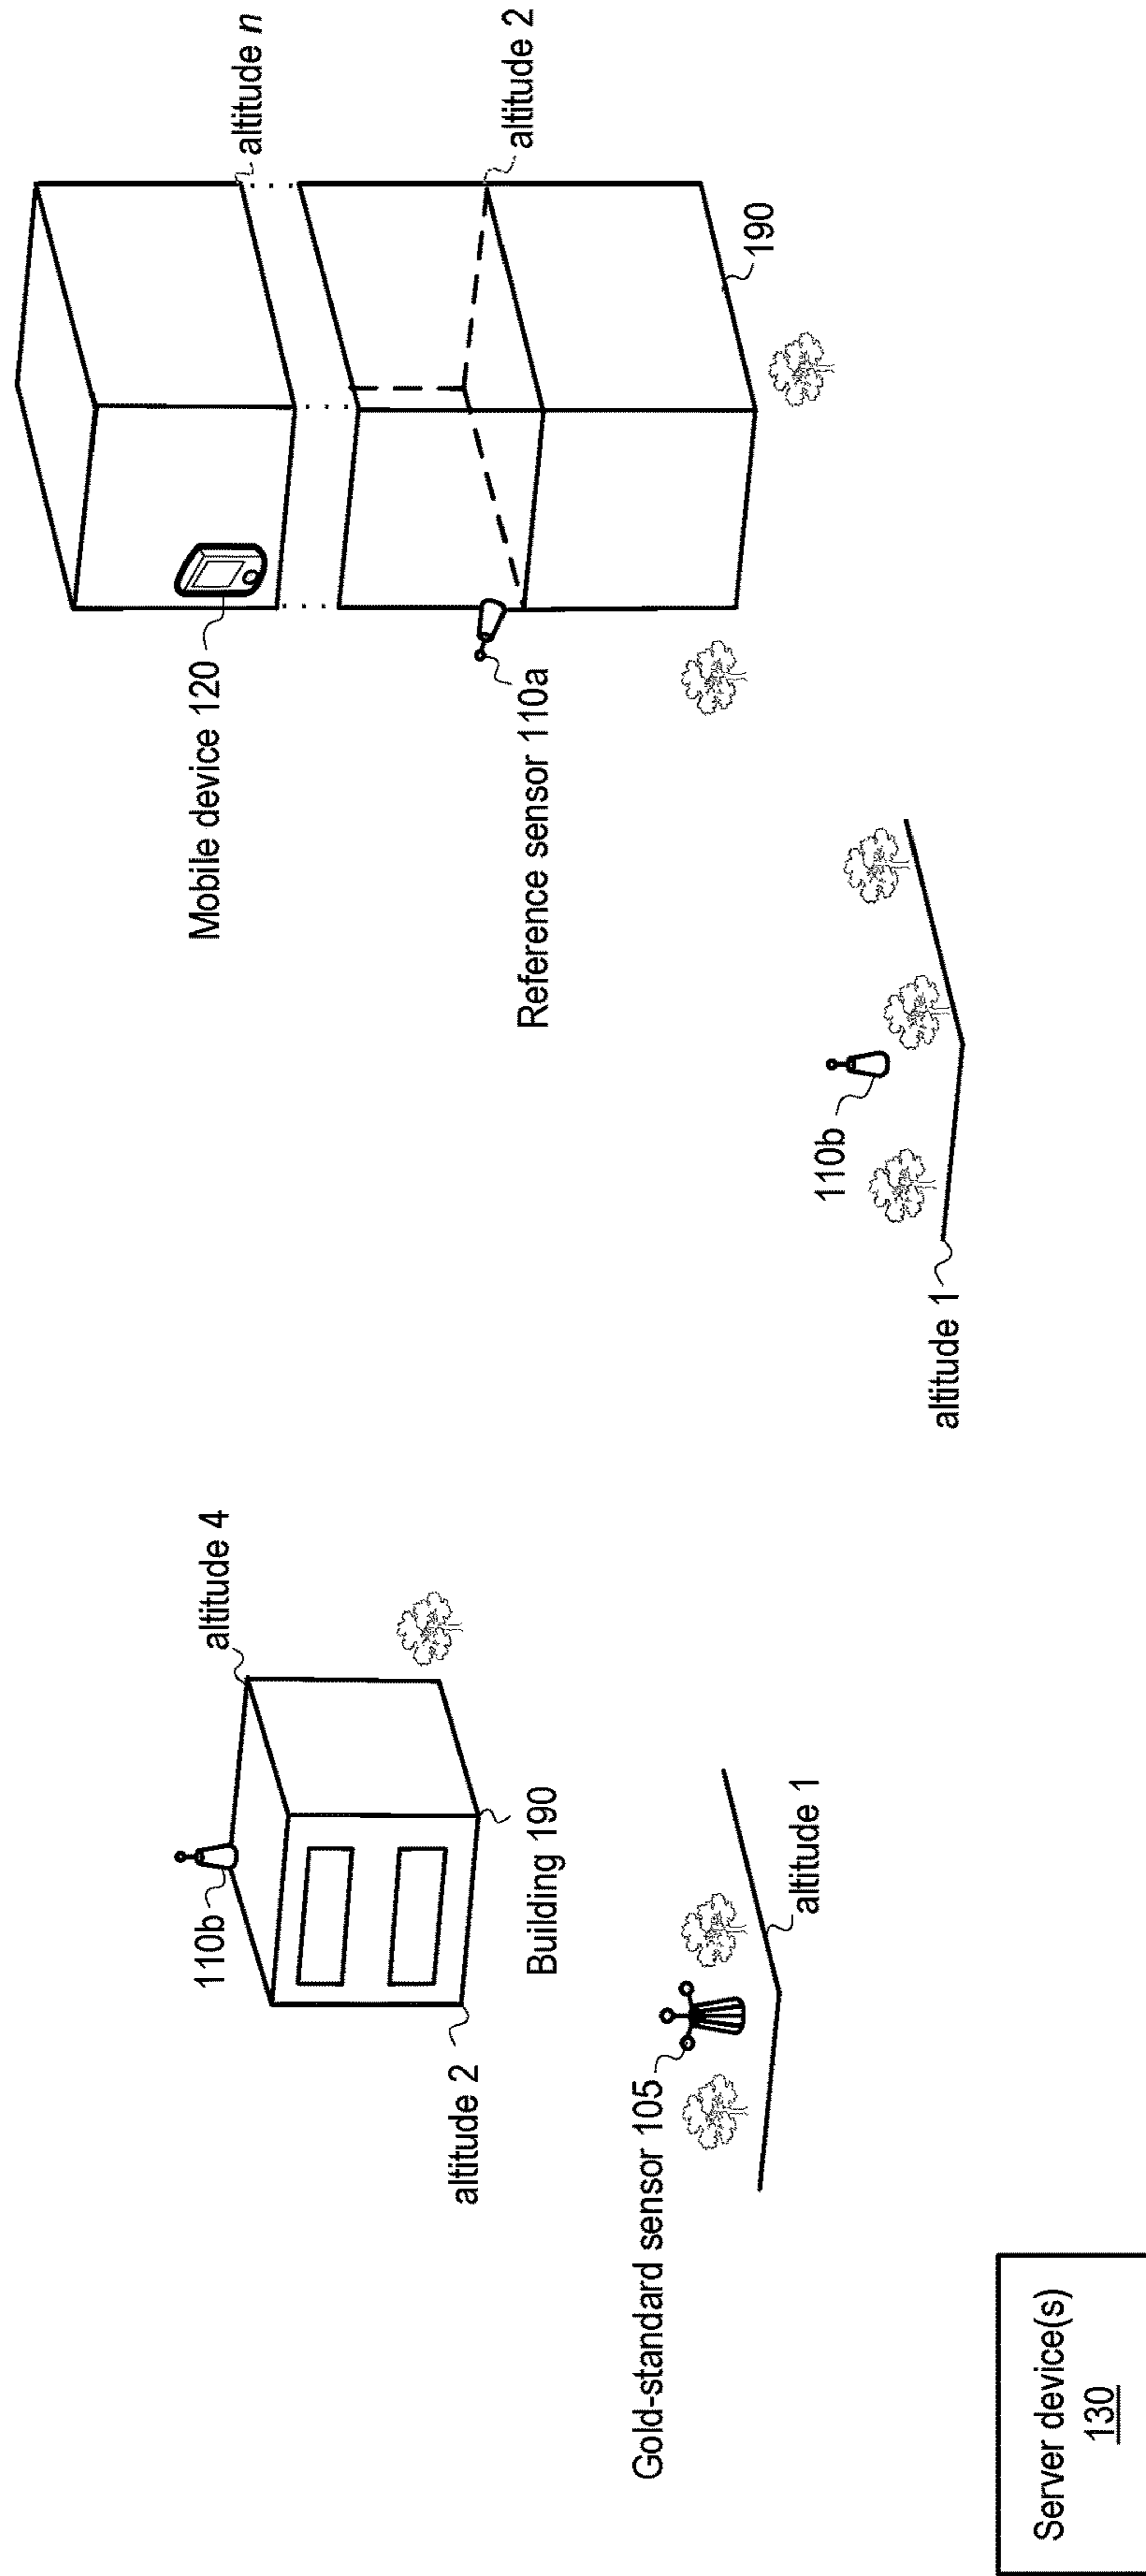 110b
altitude 4
Mobile device 120
altitude n
altitude 2
Building 190
Reference sensor 110a
altitude 2
Gold-standard sensor 105
190
altitude 1
110b
altitude 1
Server device(s)
130